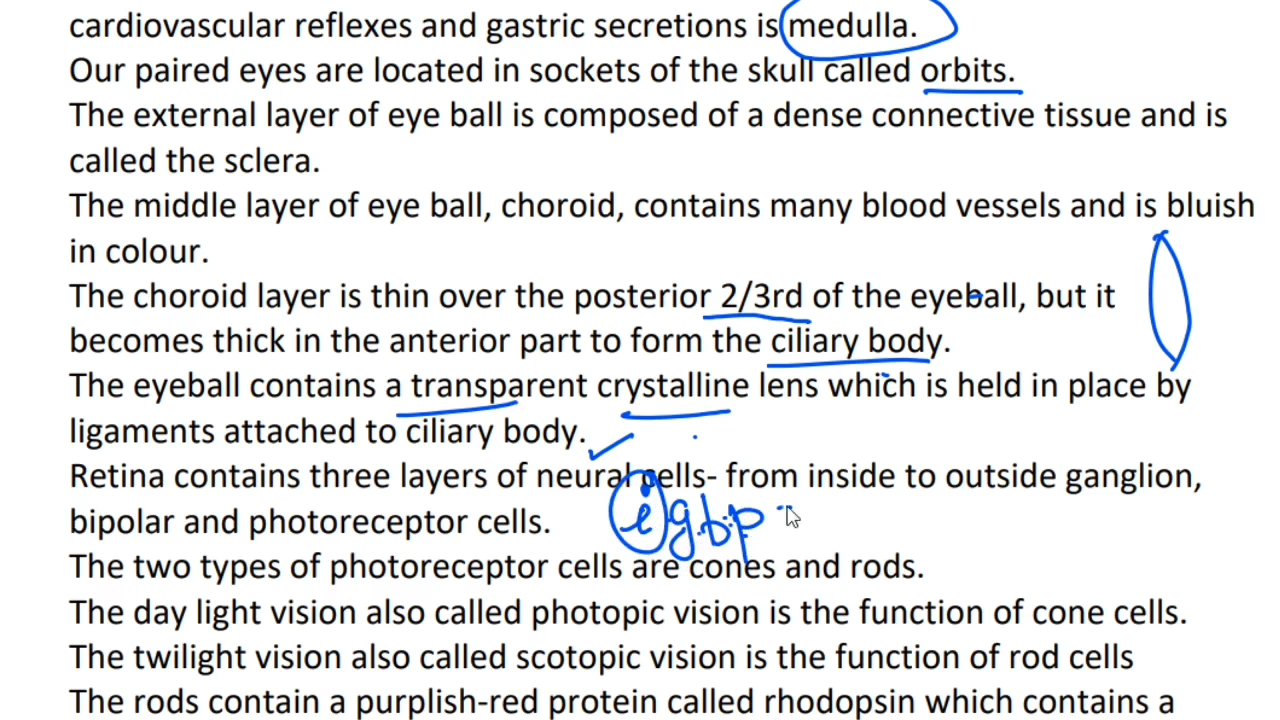 cardiovascular reflexes and gastric secretions is medulla.
Our paired eyes are located in sockets of the skull called orbits.
The external layer of eye ball is composed of a dense connective tissue and is
called the sclera.
The middle layer of eye ball, choroid, contains many blood vessels and is bluish
in colour.
The choroid layer is thin over the posterior 2/3rd of the eyeball, but it
becomes thick in the anterior part to form the ciliary body.
The eyeball contains a transparent crystalline lens which is held in place by
ligaments attached to ciliary body.
Retina contains three layers of neural cells- from inside to outside ganglion,
bipolar and photoreceptor cells.
gbp
The two types of photoreceptor cells are cones and rods.
The day light vision also called photopic vision is the function of cone cells.
The twilight vision also called scotopic vision is the function of rod cells
The rods contain a purplish-red protein called rhodopsin which contains a